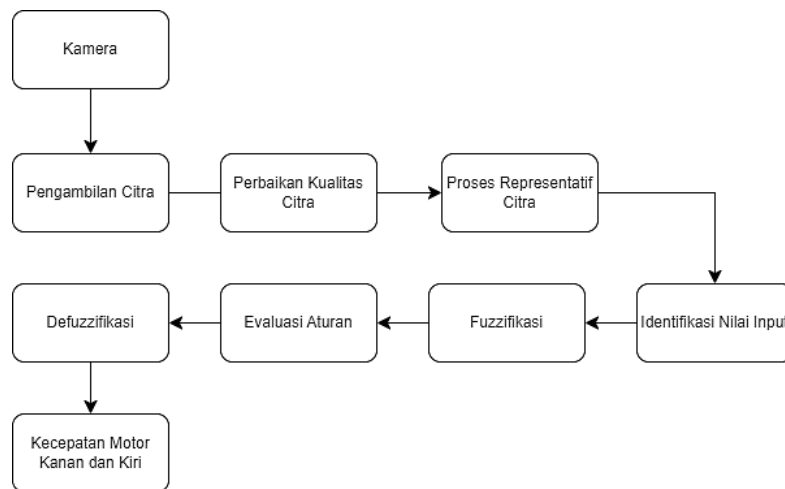 Kamera
Pengambilan Citra
Perbaikan Kualitas
Citra
Proses Representatif
Citra
Identifikasi Nilai Input
Fuzzifikasi
Evaluasi Aturan
Defuzzifikasi
Kecepatan Motor
Kanan dan Kiri